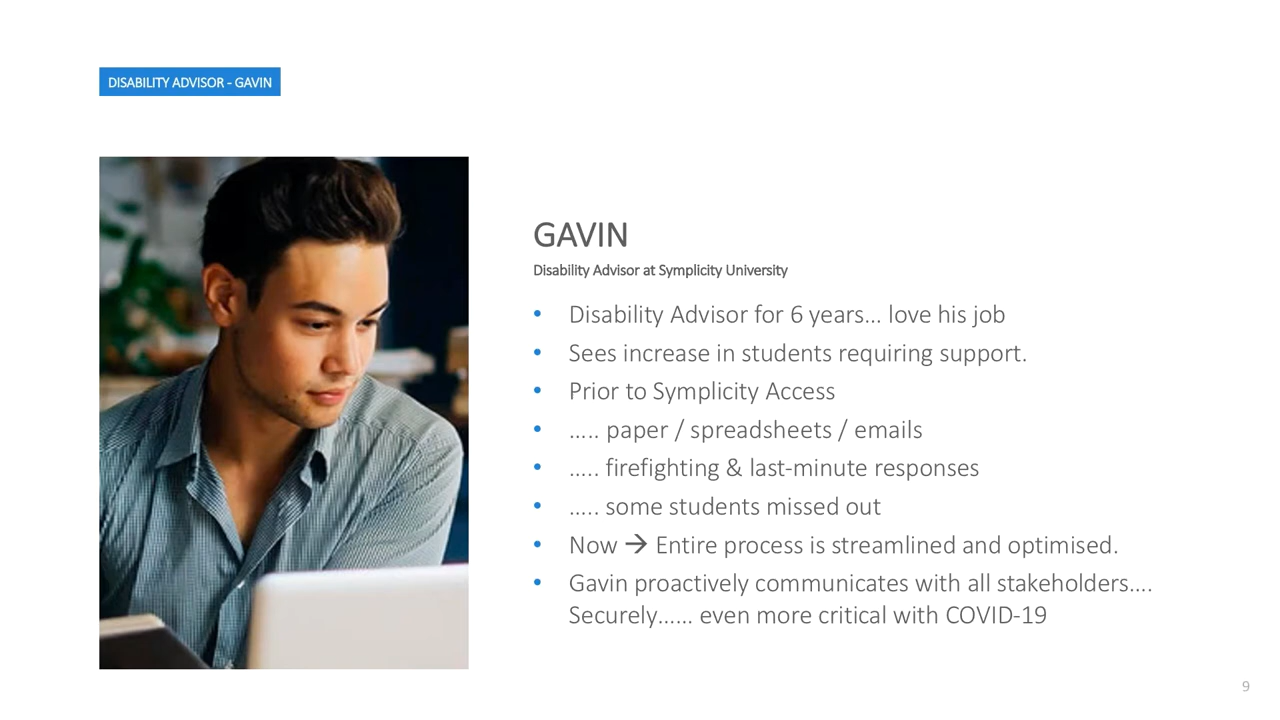 DISABILITY ADVISOR - GAVIN
GAVIN
Disability Advisor at Symplicity University
• Disability Advisor for 6 years… love his job
• Sees increase in students requiring support.
• Prior to Symplicity Access
• ….. paper / spreadsheets / emails
• ….. firefighting & last-minute responses
• ….. some students missed out
• Now → Entire process is streamlined and optimised.
• Gavin proactively communicates with all stakeholders….
Securely…... even more critical with COVID-19
9